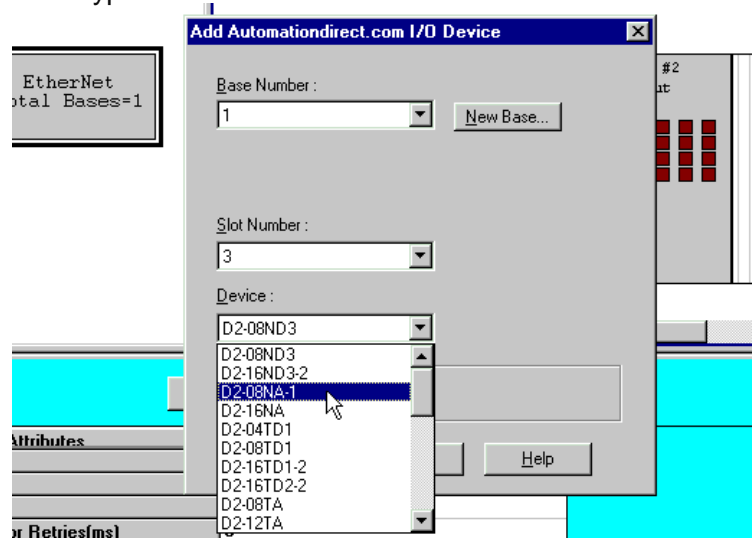 Add Automationdirect.com I/O Device
EtherNet
Total Bases=1
#2
Base Number :
1
New Base...
Slot Number :
3
Device :
D2-08ND3
D2-08ND3
D2-16ND3-2
D2-08NA-1
D2-16NA
D2-04TD1
D2-08TD1
D2-16TD1-2
D2-16TD2-2
D2-08TA
D2-12TA
Help
Attributes
or Retries(ms)